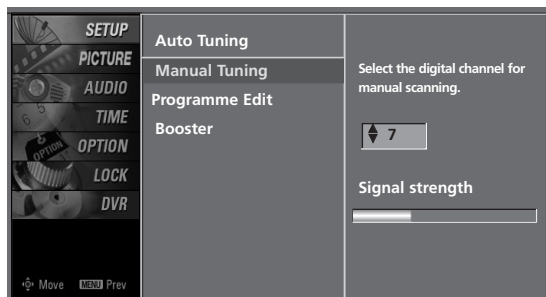 SETUP
PICTURE
AUDIO
TIME
OPTION
LOCK
DVR
Move MENU Prev
Auto Tuning
Manual Tuning
Programme Edit
Booster
Select the digital channel for
manual scanning.
7
Signal strength